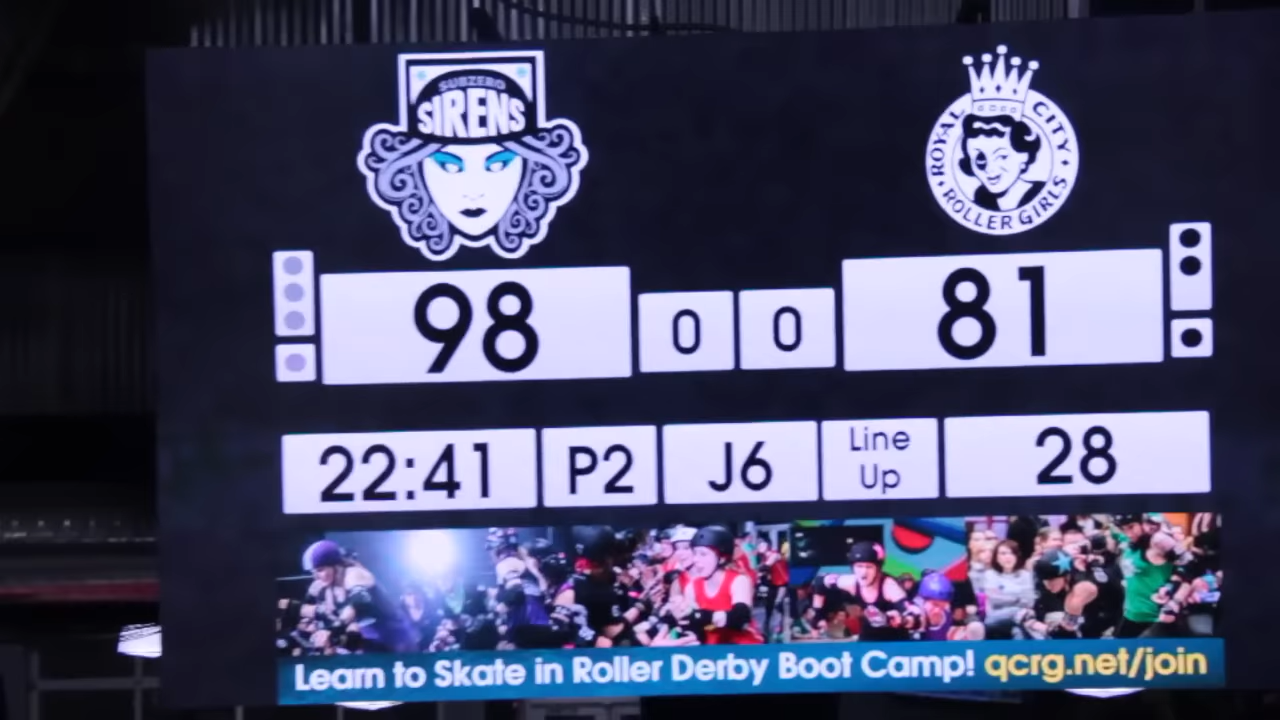 SUBZERO
SIRENS
ROYAL CITY
ROLLER GIRLS
98
0
0
81
22:41
P2
J6
Line
Up
28
Learn to Skate in Roller Derby Boot Camp! qcrg.net/join